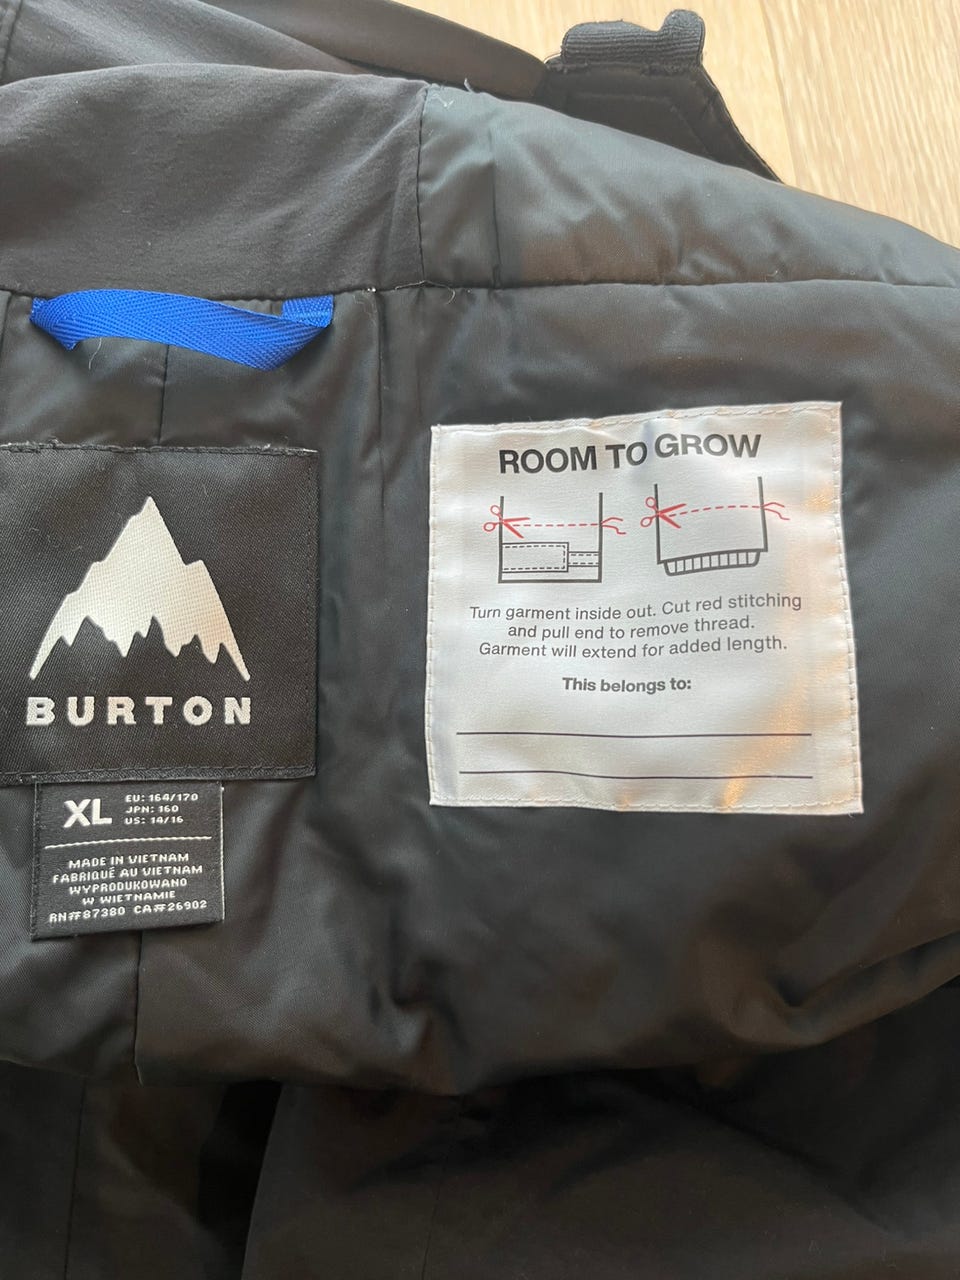 BURTON
XL
EU: 164/170
JPN: 160
US: 14/16
MADE IN VIETNAM
FABRIQUÉ AU VIETNAM
WYPRODUKOWANO
W WIETNAMIE
RN#87380 CA#26902
ROOM TO GROW
Turn garment inside out. Cut red stitching
and pull end to remove thread.
Garment will extend for added length.
This belongs to: